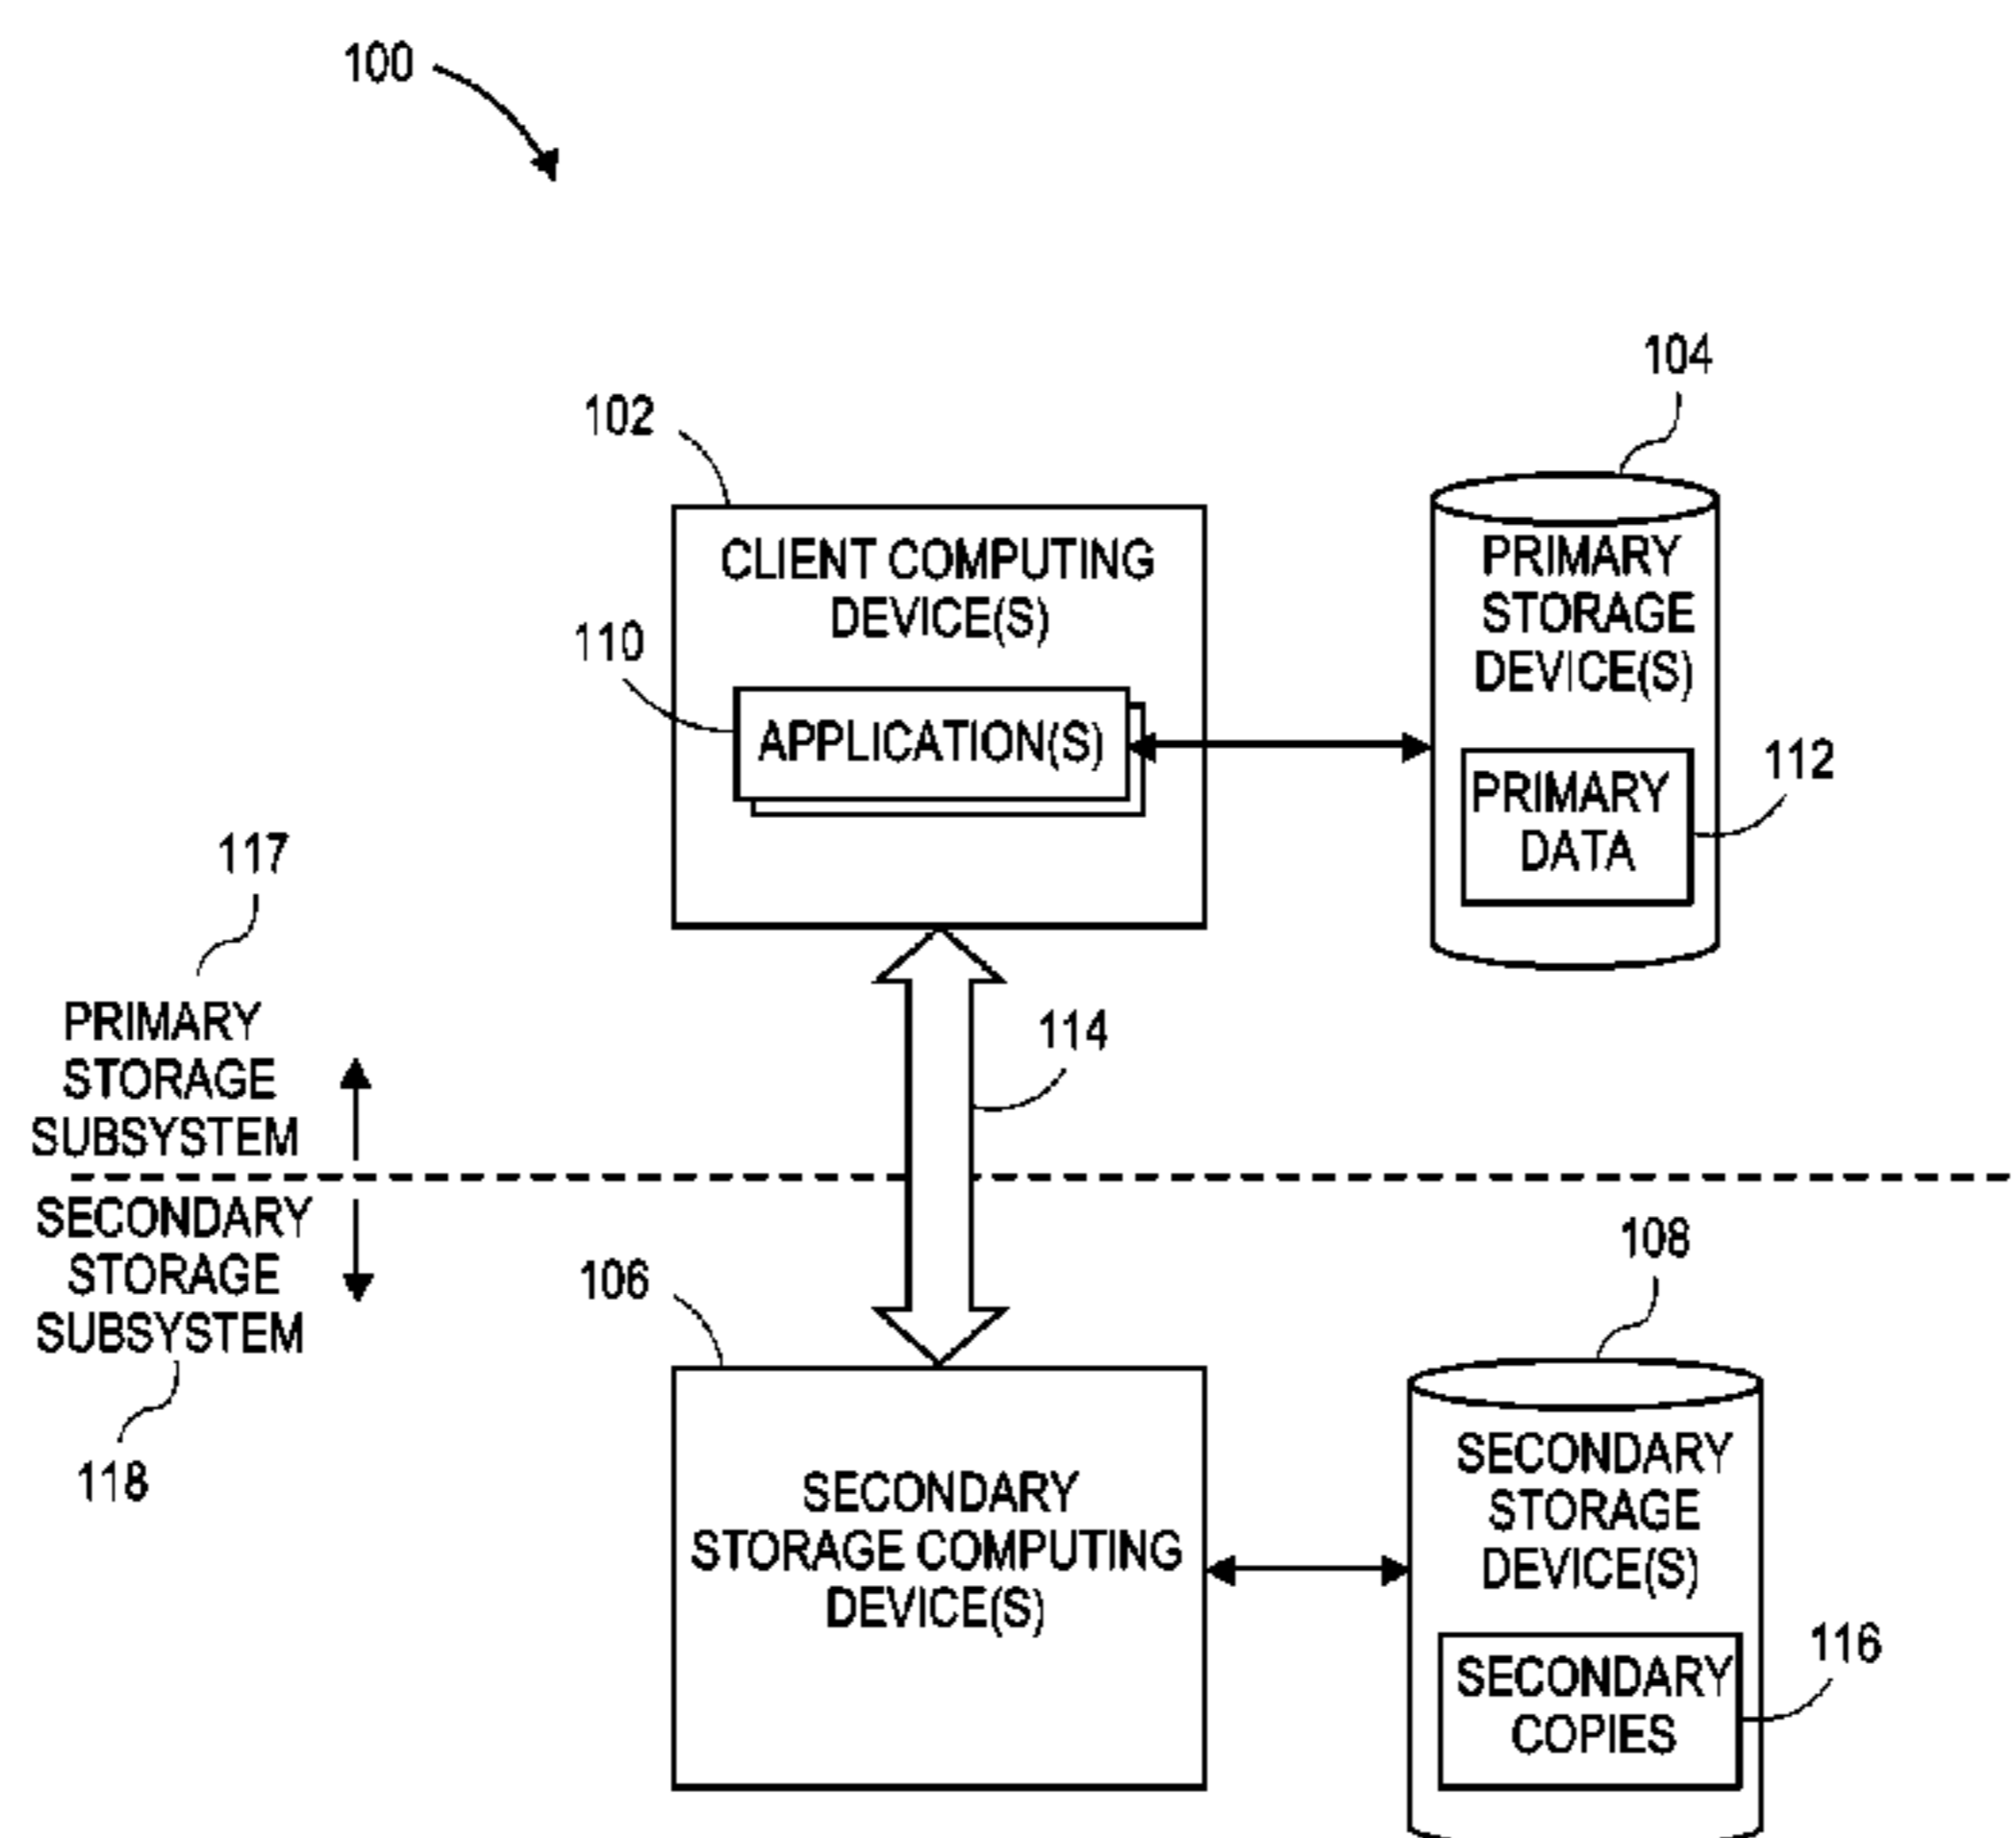 100
104
102
CLIENT COMPUTING
DEVICE(S)
110
APPLICATION(S)
PRIMARY
STORAGE
DEVICE(S)
PRIMARY
DATA
112
117
PRIMARY
STORAGE
SUBSYSTEM
114
SECONDARY
STORAGE
SUBSYSTEM
118
106
SECONDARY
STORAGE COMPUTING
DEVICE(S)
108
SECONDARY
STORAGE
DEVICE(S)
SECONDARY
COPIES
116